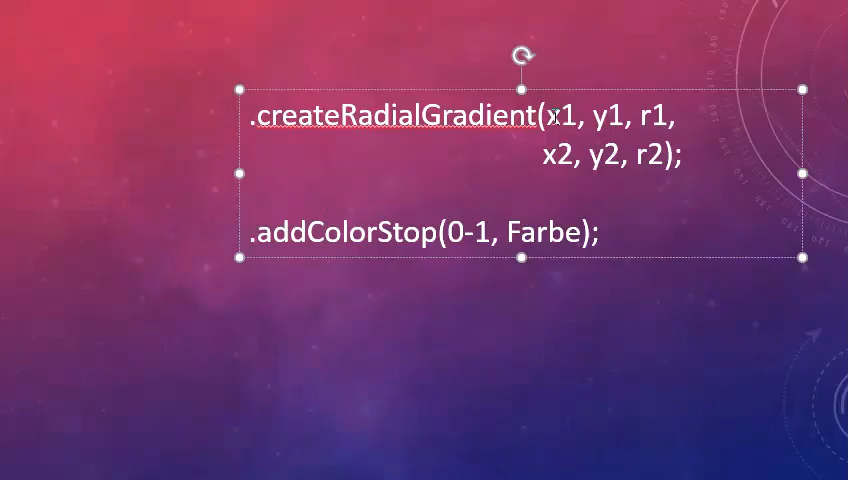 .createRadialGradient(x1, y1, r1,
x2, y2, r2);
.addColorStop(0-1, Farbe);